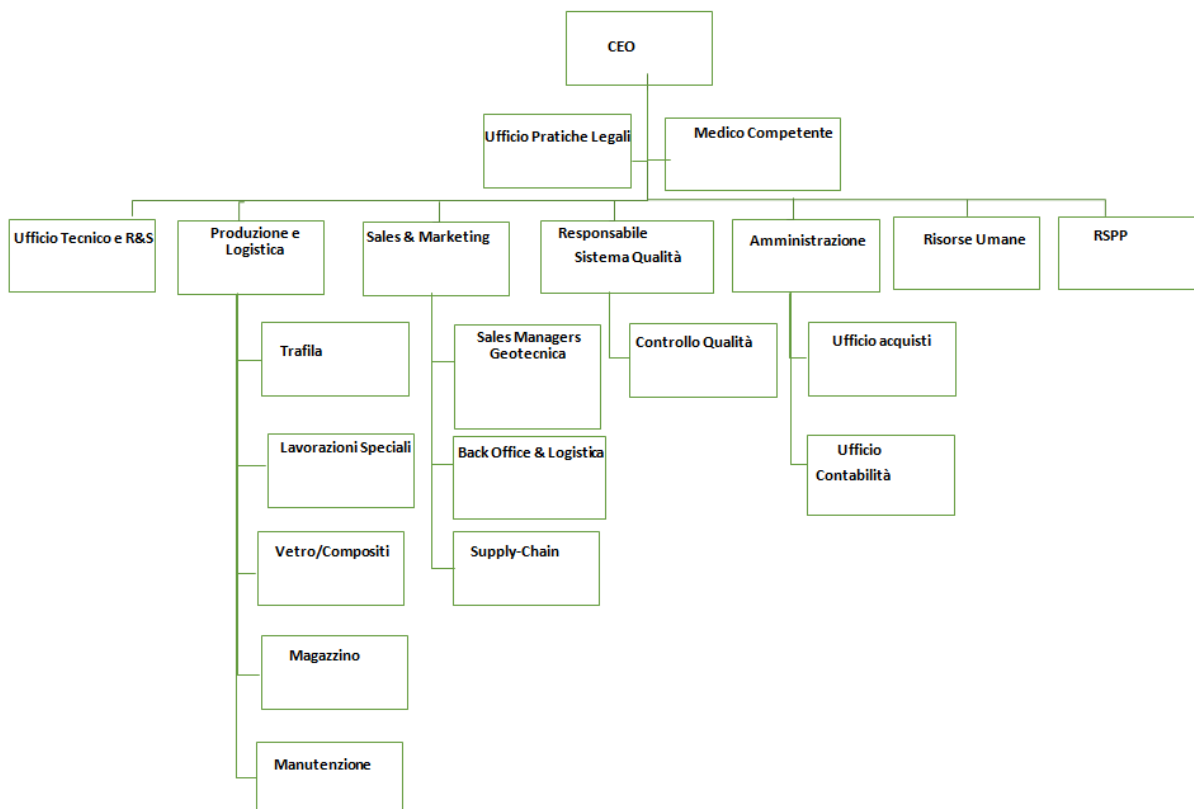 CEO
Ufficio Pratiche Legali
Medico Competente
Ufficio Tecnico e R&S
Produzione e
Logistica
Sales & Marketing
Responsabile
Sistema Qualità
Amministrazione
Risorse Umane
RSPP
Trafila
Lavorazioni Speciali
Vetro/Compositi
Magazzino
Manutenzione
Sales Managers
Geotecnica
Back Office & Logistica
Supply-Chain
Controllo Qualità
Ufficio acquisti
Ufficio
Contabilità